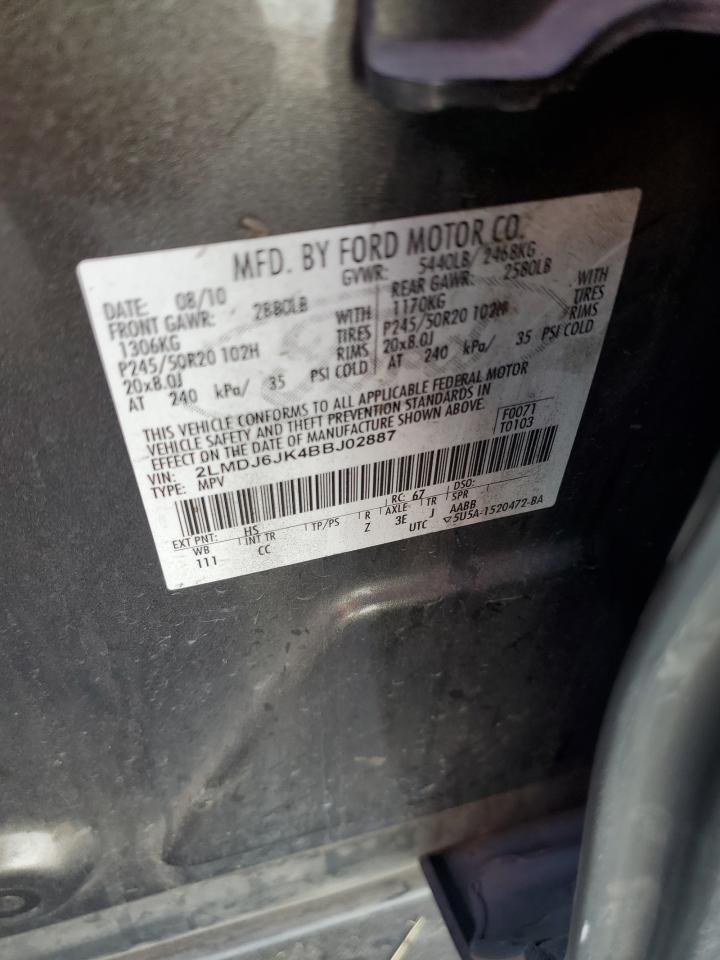 MFD. BY FORD MOTOR CO.
DATE: 08/10 GVWR: 5440LB/2468KG
FRONT GAWR: 2880LB REAR GAWR: 2580LB
1306KG WITH 1170KG WITH
P245/50R20 102H TIRES P245/50R20 102H TIRES
20x8.0J RIMS 20x8.0J RIMS
AT 240 kPa/ 35 PSI COLD AT 240 kPa/ 35 PSI COLD
THIS VEHICLE CONFORMS TO ALL APPLICABLE FEDERAL MOTOR
VEHICLE SAFETY AND THEFT PREVENTION STANDARDS IN
EFFECT ON THE DATE OF MANUFACTURE SHOWN ABOVE.
VIN: 2LMDJ6JK4BBJ02887 F0071
TYPE: MPV T0103
EXT PNT: HS RC: 67 DSO:
WB INT TR TP/PS R AXLE TR SPR
111 CC Z 3E J AABB
UTC ▽5U5A-1520472-BA